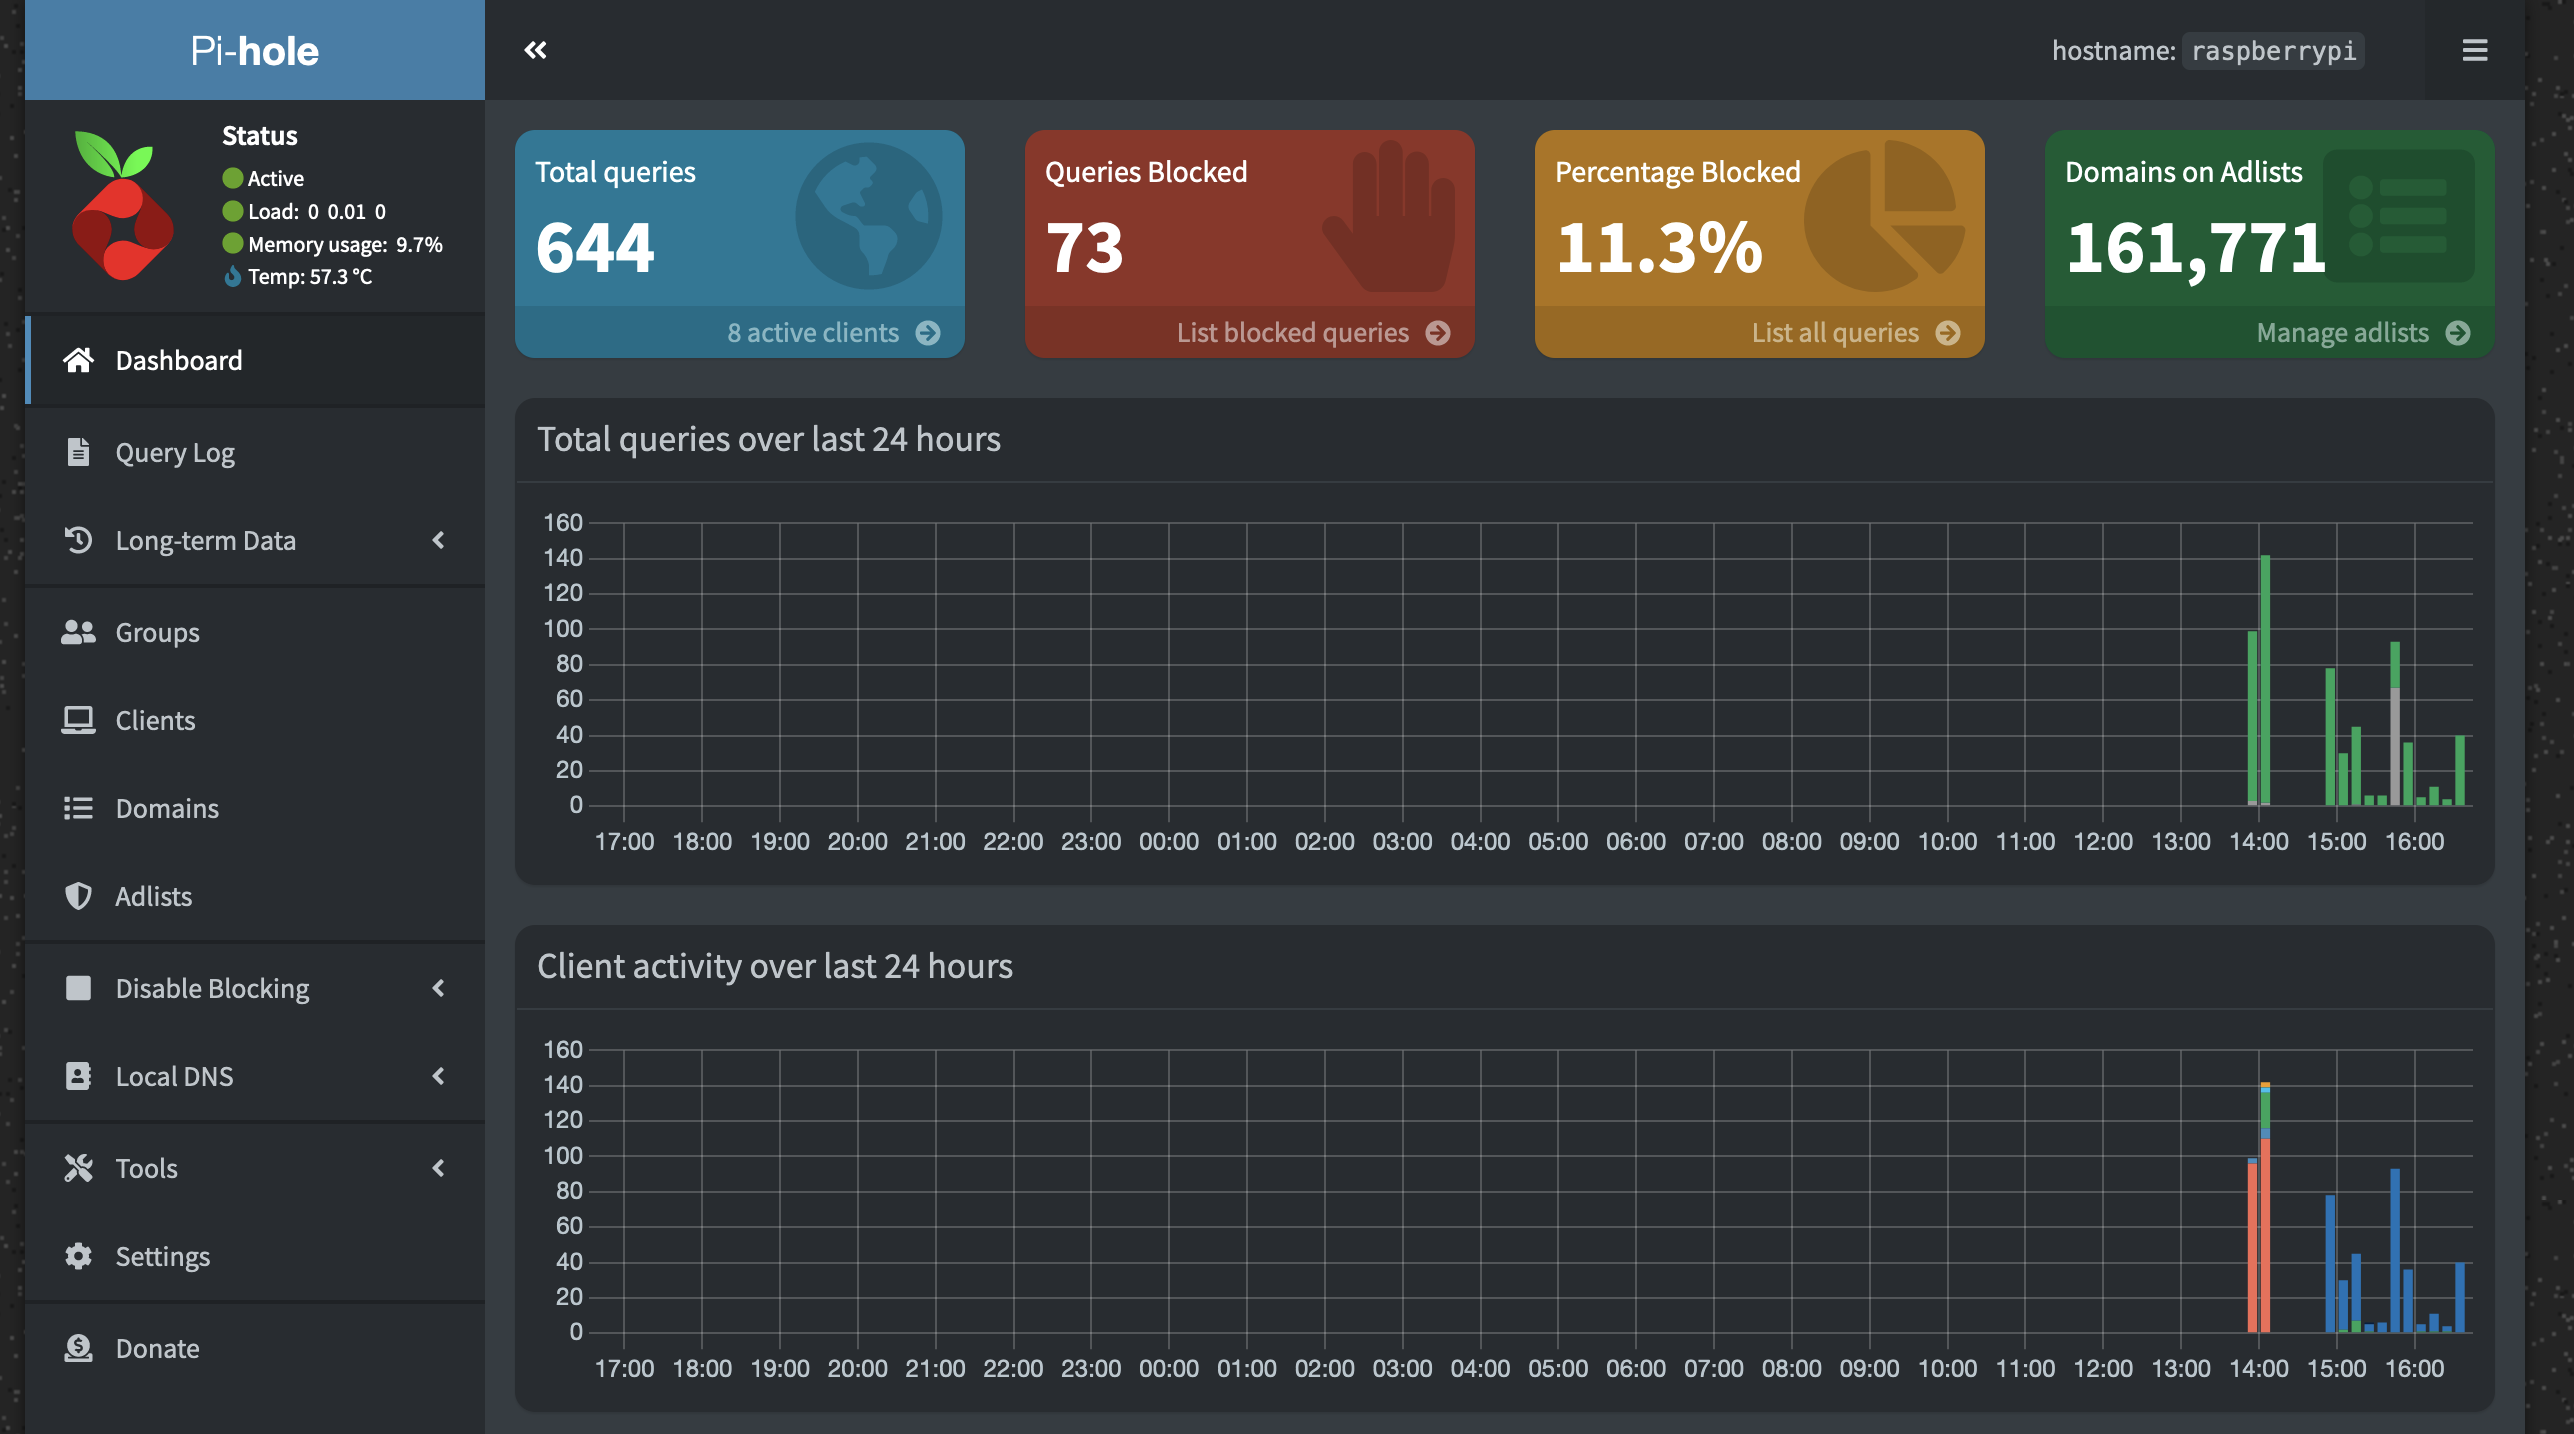 Pi-hole
hostname: raspberrypi
Status
Active
Load: 0 0.01 0
Memory usage: 9.7%
Temp: 57.3 °C
Dashboard
Query Log
Long-term Data
Groups
Clients
Domains
Adlists
Disable Blocking
Local DNS
Tools
Settings
Donate
Total queries
644
8 active clients
Queries Blocked
73
List blocked queries
Percentage Blocked
11.3%
List all queries
Domains on Adlists
161,771
Manage adlists
Total queries over last 24 hours
160
140
120
100
80
60
40
20
0
17:00 18:00 19:00 20:00 21:00 22:00 23:00 00:00 01:00 02:00 03:00 04:00 05:00 06:00 07:00 08:00 09:00 10:00 11:00 12:00 13:00 14:00 15:00 16:00
Client activity over last 24 hours
160
140
120
100
80
60
40
20
0
17:00 18:00 19:00 20:00 21:00 22:00 23:00 00:00 01:00 02:00 03:00 04:00 05:00 06:00 07:00 08:00 09:00 10:00 11:00 12:00 13:00 14:00 15:00 16:00